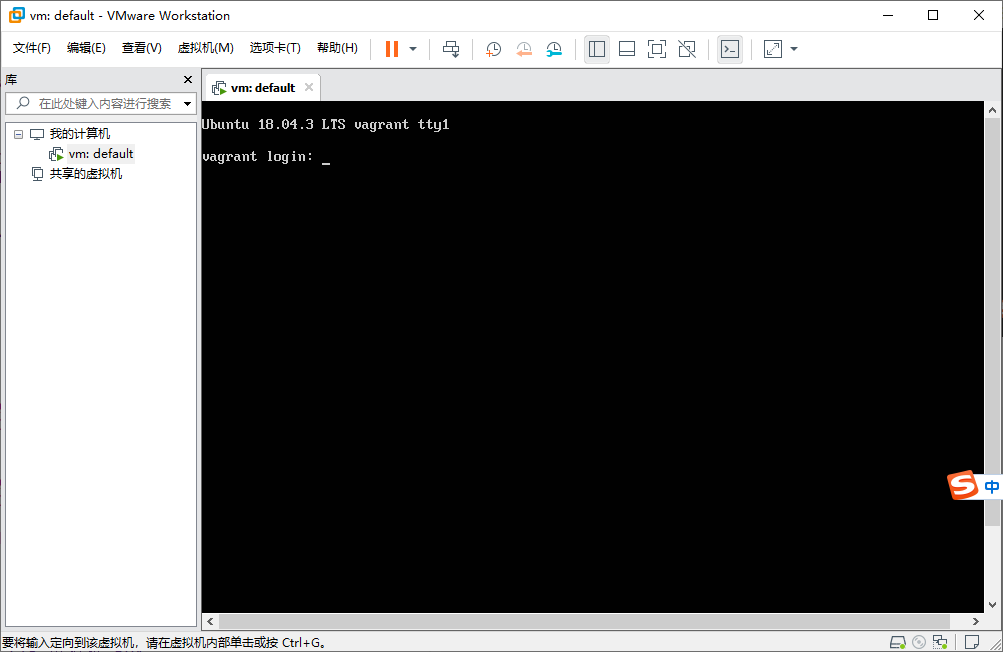 vm: default - VMware Workstation
文件(F) 编辑(E) 查看(V) 虚拟机(M) 选项卡(T) 帮助(H)
库
在此处键入内容进行搜索
我的计算机
vm: default
共享的虚拟机
vm: default
Ubuntu 18.04.3 LTS vagrant tty1
vagrant login: _
S 中
要将输入定向到该虚拟机，请在虚拟机内部单击或按 Ctrl+G。